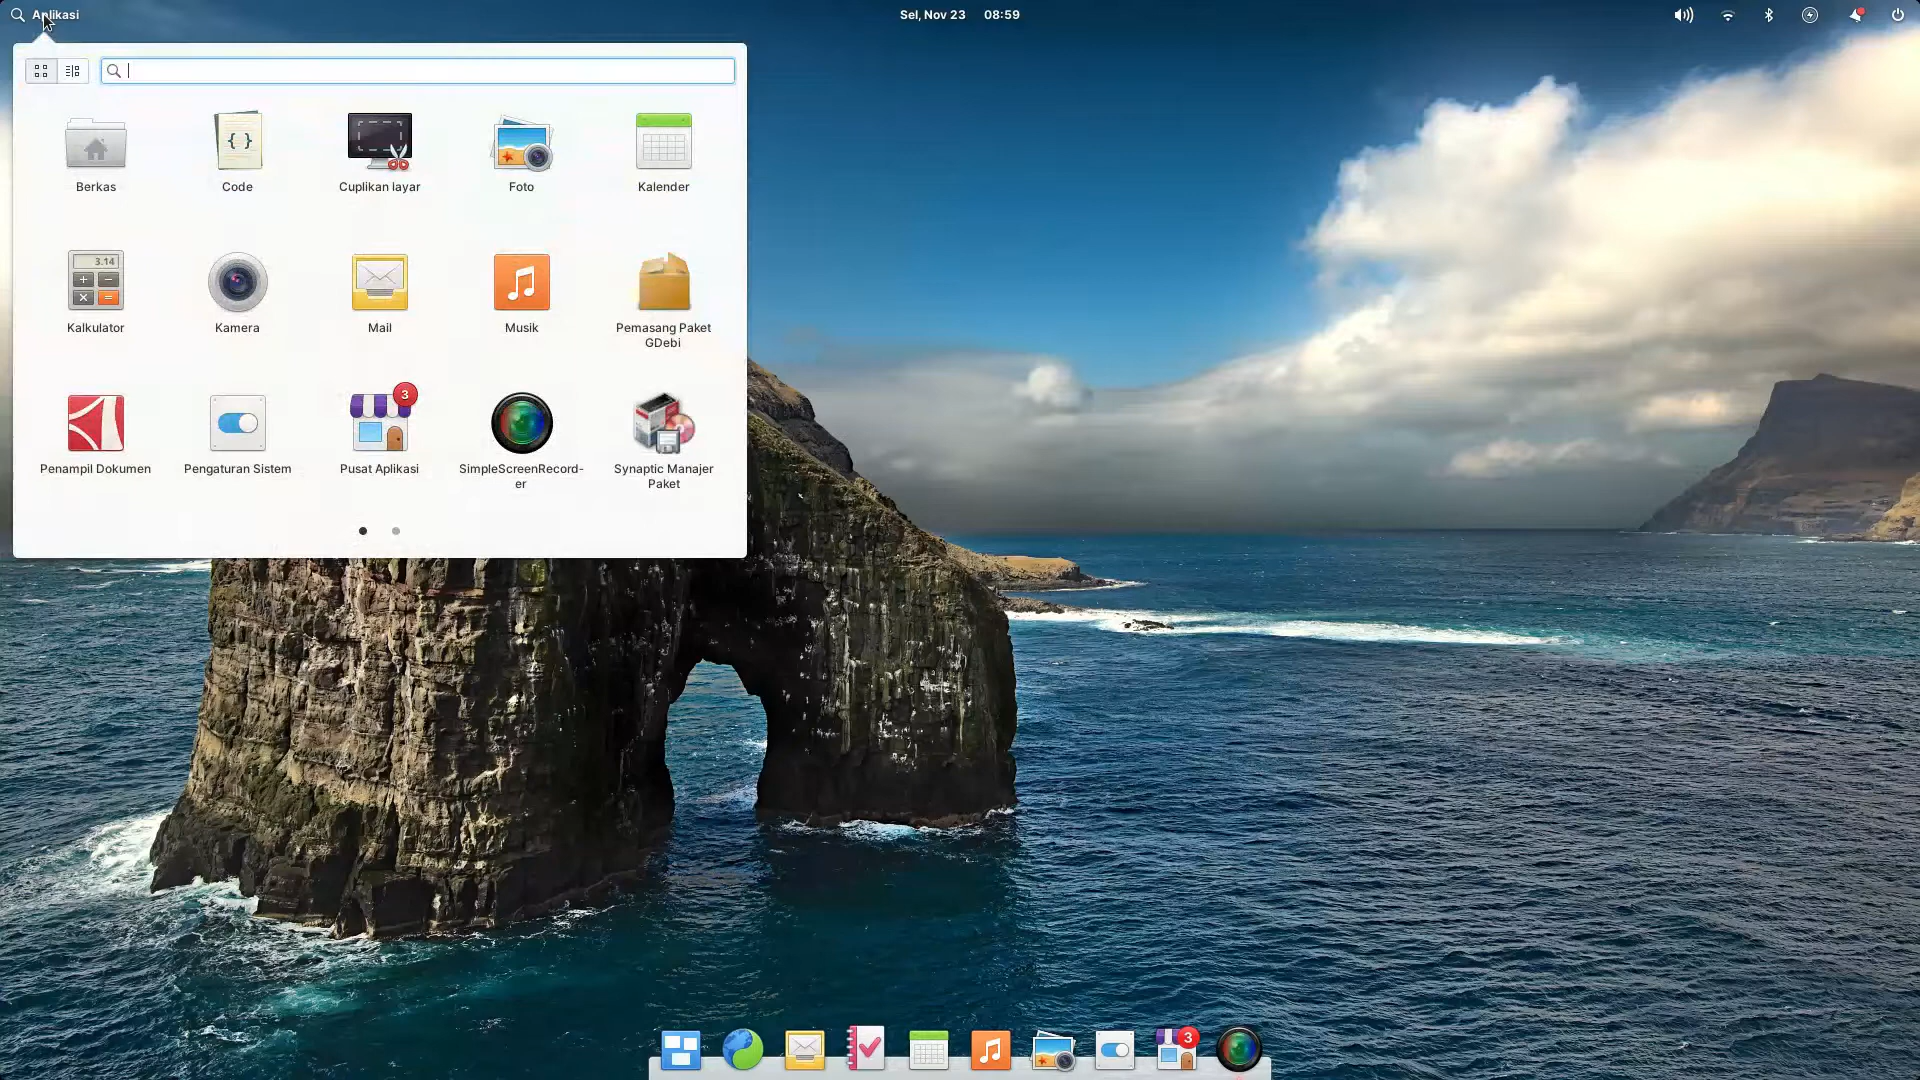 Aplikasi
Sel, Nov 23 08:59
Berkas
Code
Cuplikan layar
Foto
Kalender
3.14
Kalkulator
Kamera
Mail
Musik
Pemasang Paket
GDebi
3
Penampil Dokumen
Pengaturan Sistem
Pusat Aplikasi
SimpleScreenRecord-
er
Synaptic Manajer
Paket
3